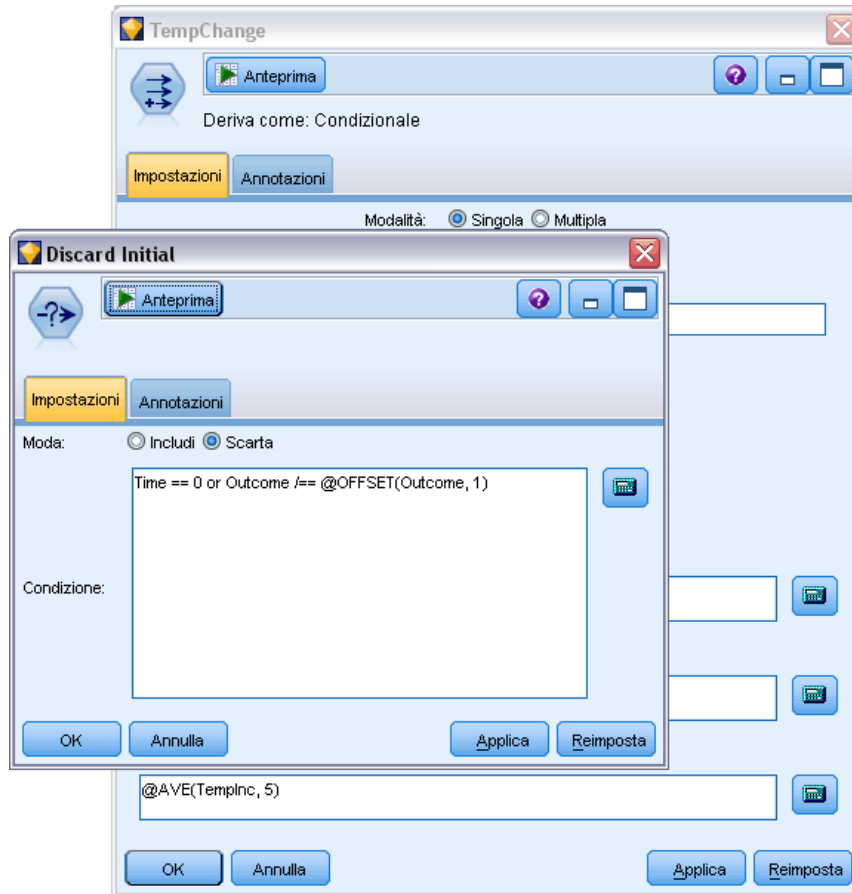 TempChange
Anteprima
Deriva come: Condizionale
Impostazioni Annotazioni
Modalità: Singola Multipla
Discard Initial
Anteprima
Impostazioni Annotazioni
Moda: Includi Scarta
Time == 0 or Outcome /== @OFFSET(Outcome, 1)
Condizione:
OK Annulla Applica Reimposta
@AVE(TempInc, 5)
OK Annulla Applica Reimposta